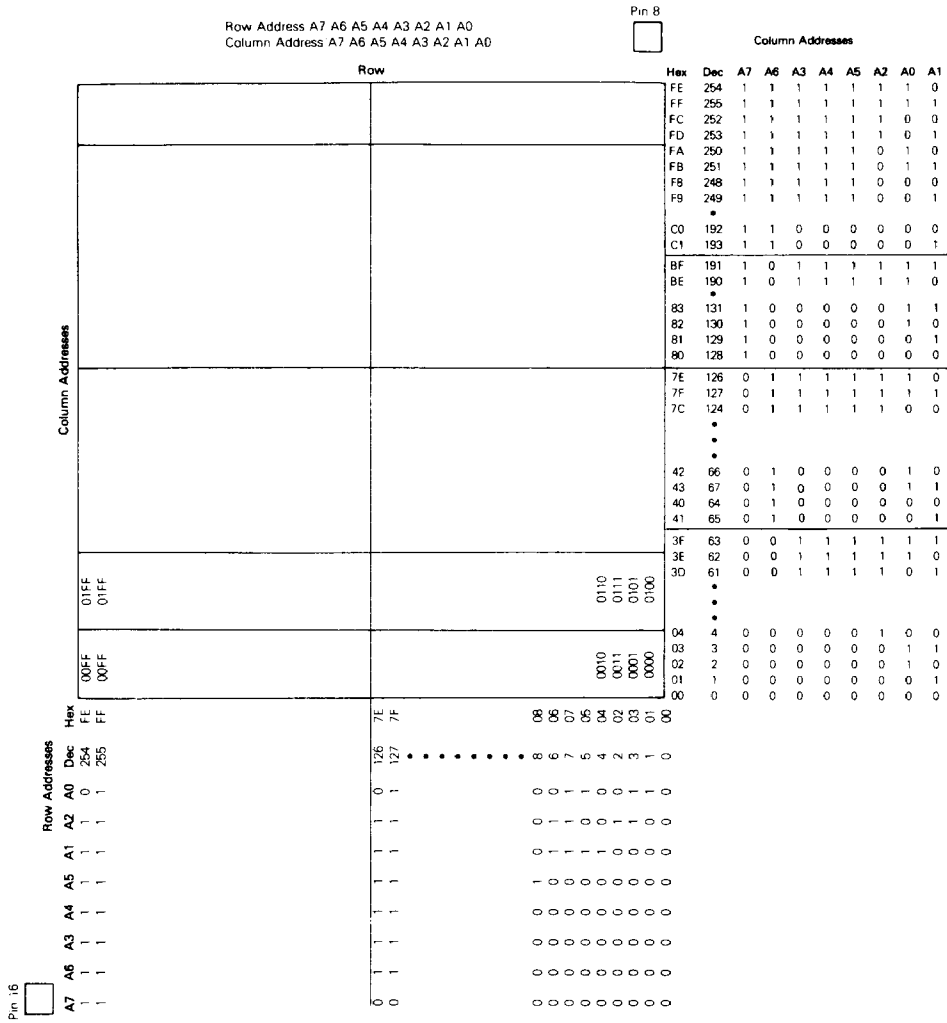 Pin 8
Row Address A7 A6 A5 A4 A3 A2 A1 A0
Column Address A7 A6 A5 A4 A3 A2 A1 A0
Column Addresses
Row
Hex Dec A7 A6 A3 A4 A5 A2 A0 A1
FE 254 1 1 1 1 1 1 1 0
FF 255 1 1 1 1 1 1 1 1
FC 252 1 1 1 1 1 1 0 0
FD 253 1 1 1 1 1 1 0 1
FA 250 1 1 1 1 1 0 1 0
FB 251 1 1 1 1 1 0 1 1
F8 248 1 1 1 1 1 0 0 0
F9 249 1 1 1 1 1 0 0 1
•
C0 192 1 1 0 0 0 0 0 0
C1 193 1 1 0 0 0 0 0 1
BF 191 1 0 1 1 1 1 1 1
BE 190 1 0 1 1 1 1 1 0
•
83 131 1 0 0 0 0 0 1 1
82 130 1 0 0 0 0 0 1 0
81 129 1 0 0 0 0 0 0 1
80 128 1 0 0 0 0 0 0 0
7E 126 0 1 1 1 1 1 1 0
7F 127 0 1 1 1 1 1 1 1
7C 124 0 1 1 1 1 1 0 0
•
•
•
42 66 0 1 0 0 0 0 1 0
43 67 0 1 0 0 0 0 1 1
40 64 0 1 0 0 0 0 0 0
41 65 0 1 0 0 0 0 0 1
3F 63 0 0 1 1 1 1 1 1
3E 62 0 0 1 1 1 1 1 0
3D 61 0 0 1 1 1 1 0 1
•
•
•
04 4 0 0 0 0 0 1 0 0
03 3 0 0 0 0 0 0 1 1
02 2 0 0 0 0 0 0 1 0
01 1 0 0 0 0 0 0 0 1
00 0 0 0 0 0 0 0 0 0
Column Addresses
01FF
01FF
0110
0111
0101
0100
00FF
00FF
0010
0011
0001
0000
Row Addresses
A7 A6 A3 A4 A5 A1 A2 A0 Dec Hex
1 1 1 1 1 1 1 0 254 FE
1 1 1 1 1 1 1 1 255 FF
0 1 1 1 1 1 1 0 126 7E
0 1 1 1 1 1 1 1 127 7F
• • • • • • • •
0 0 0 0 1 0 0 0 8 08
0 0 0 0 0 1 1 0 6 06
0 0 0 0 0 1 1 1 7 07
0 0 0 0 0 1 0 1 5 05
0 0 0 0 0 1 0 0 4 04
0 0 0 0 0 0 1 0 2 02
0 0 0 0 0 0 1 1 3 03
0 0 0 0 0 0 0 1 1 01
0 0 0 0 0 0 0 0 0 00
Pin 16